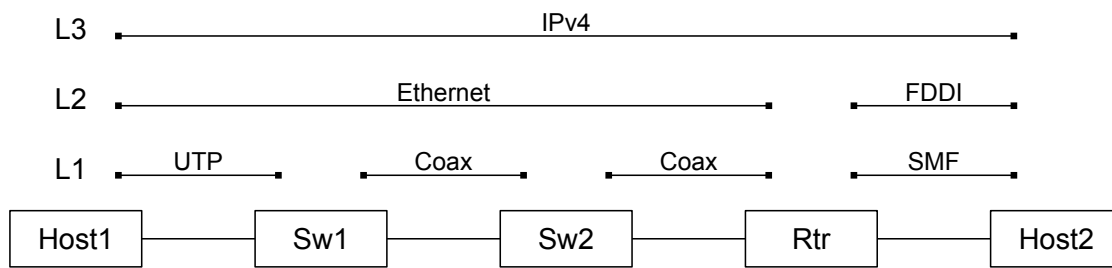 L3 IPv4
L2 Ethernet FDDI
L1 UTP Coax Coax SMF
Host1 Sw1 Sw2 Rtr Host2